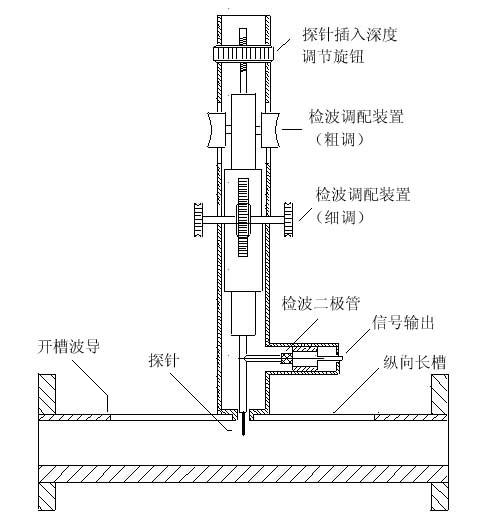 探针插入深度
调节旋钮
检波调配装置
（粗调）
检波调配装置
（细调）
检波二极管
信号输出
开槽波导
探针
纵向长槽